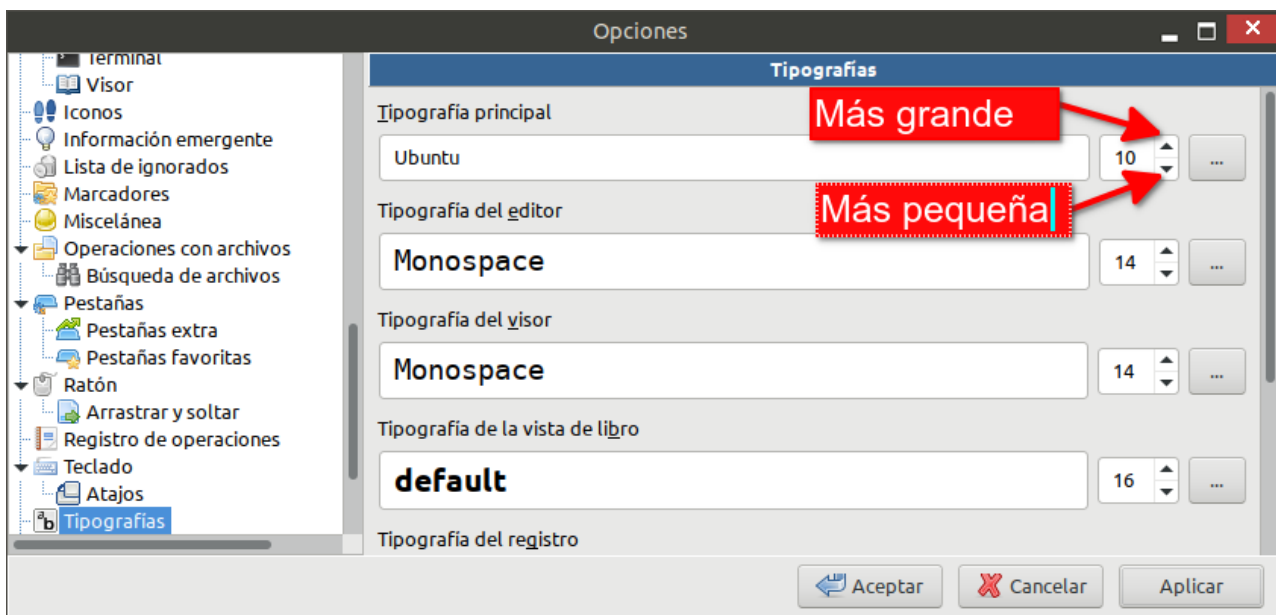 Opciones
Terminal
Visor
Iconos
Información emergente
Lista de ignorados
Marcadores
Miscelánea
Operaciones con archivos
Búsqueda de archivos
Pestañas
Pestañas extra
Pestañas favoritas
Ratón
Arrastrar y soltar
Registro de operaciones
Teclado
Atajos
Tipografías
Tipografías
Tipografía principal
Más grande
Ubuntu 10 ...
Más pequeña
Tipografía del editor
Monospace 14 ...
Tipografía del visor
Monospace 14 ...
Tipografía de la vista de libro
default 16 ...
Tipografía del registro
Aceptar Cancelar Aplicar